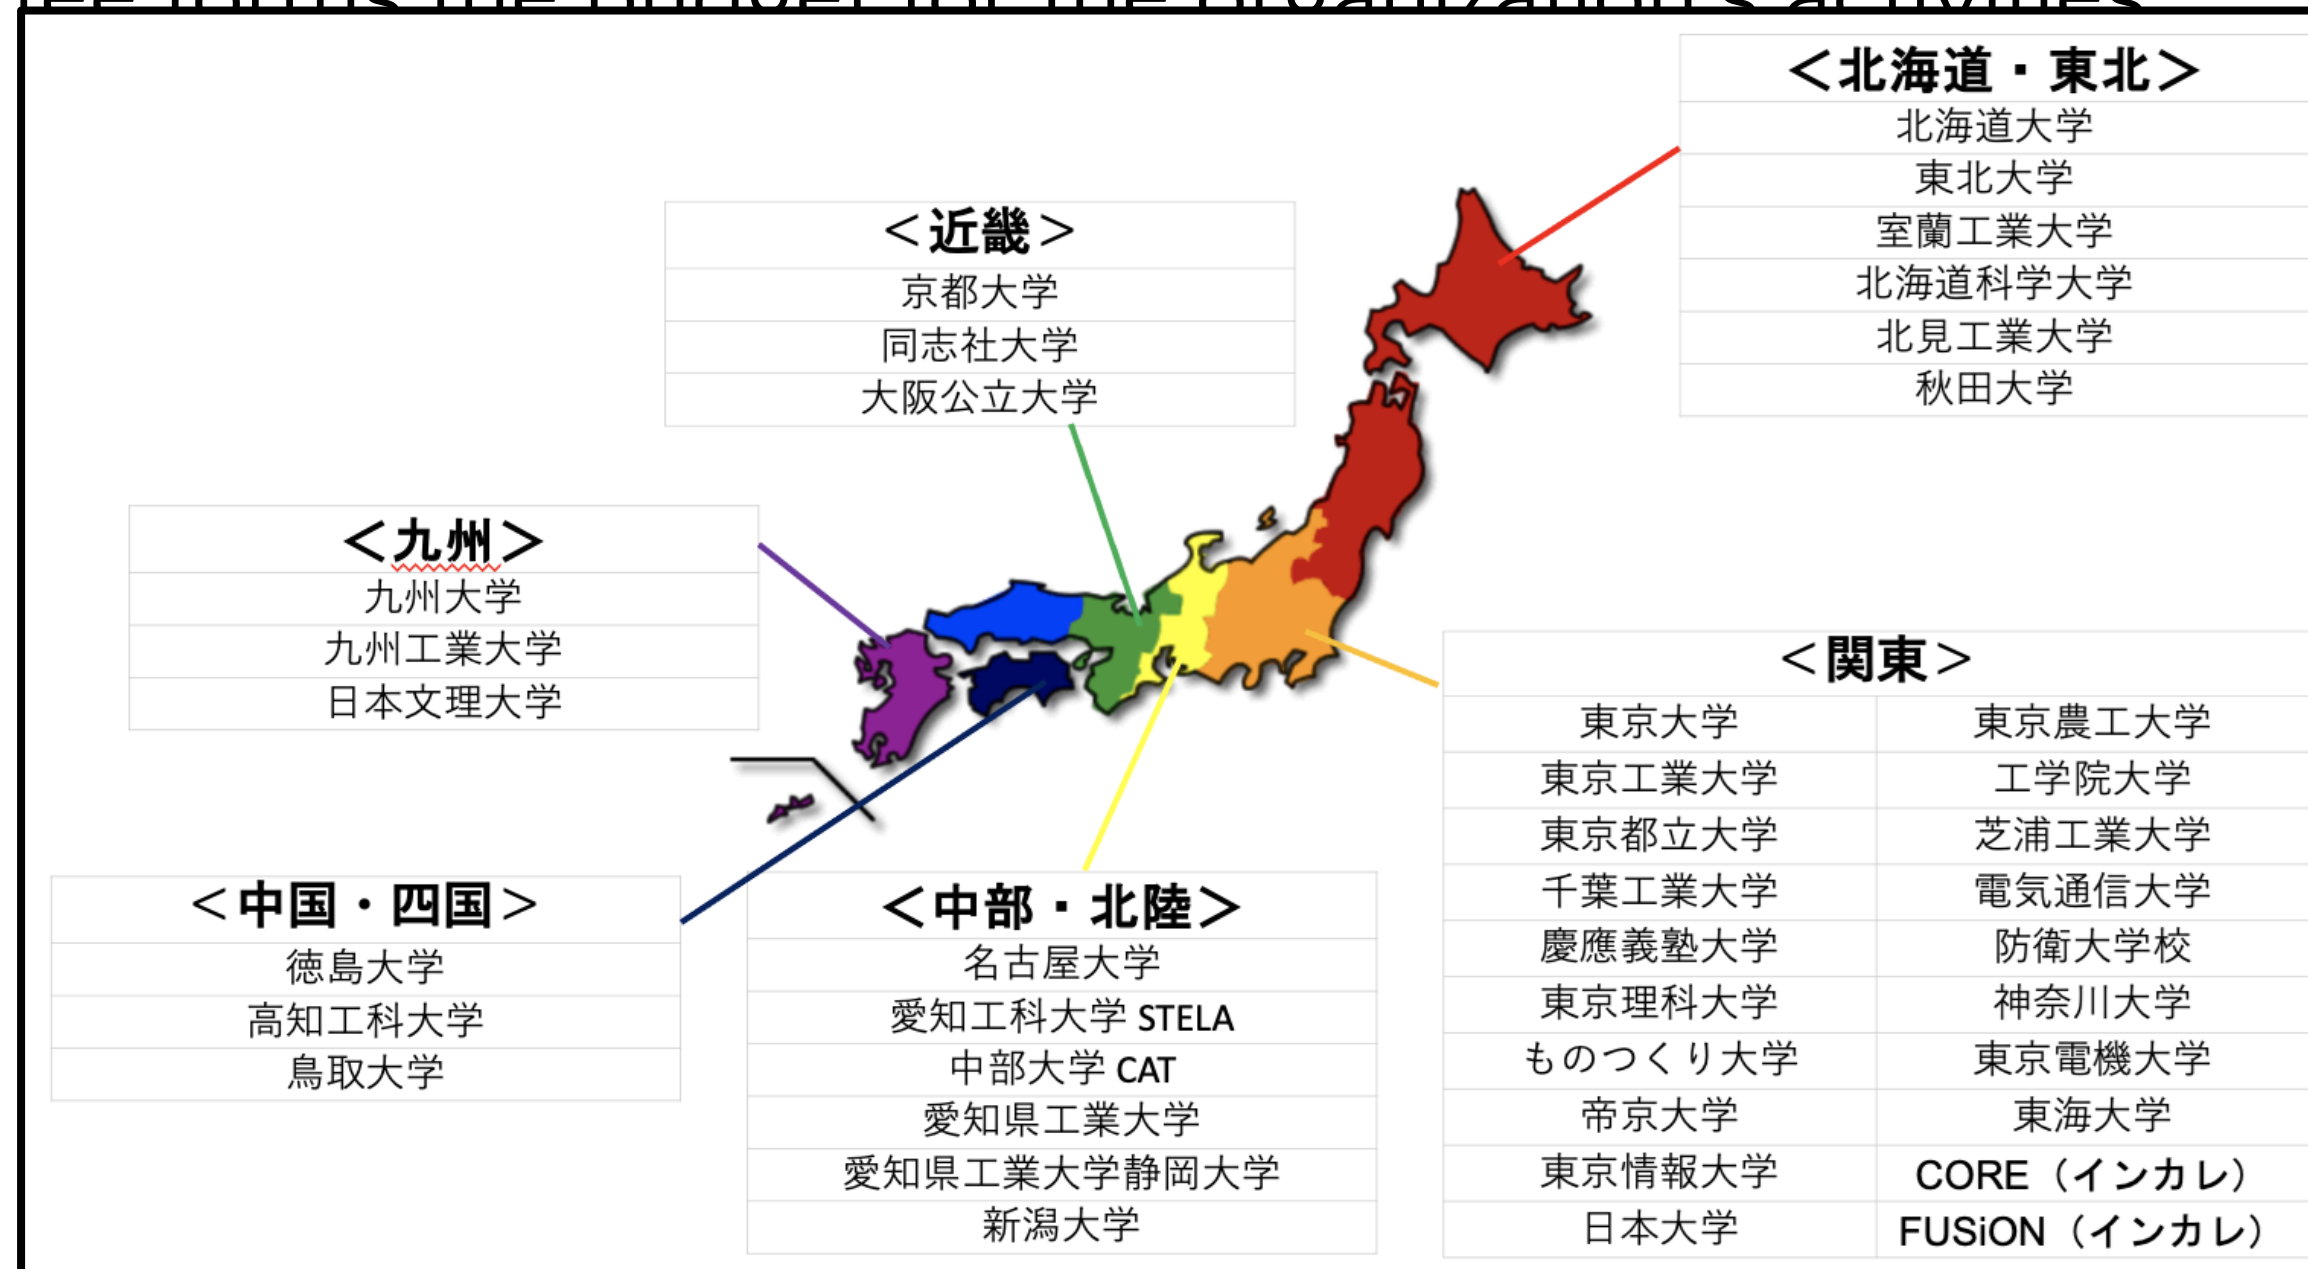 fee forms the budget for the organization's activities
＜北海道・東北＞
北海道大学
東北大学
室蘭工業大学
北海道科学大学
北見工業大学
秋田大学
＜近畿＞
京都大学
同志社大学
大阪公立大学
＜九州＞
九州大学
九州工業大学
日本文理大学
＜関東＞
東京大学 東京農工大学
東京工業大学 工学院大学
東京都立大学 芝浦工業大学
千葉工業大学 電気通信大学
慶應義塾大学 防衛大学校
東京理科大学 神奈川大学
ものつくり大学 東京電機大学
帝京大学 東海大学
東京情報大学 CORE（インカレ）
日本大学 FUSiON（インカレ）
＜中国・四国＞
徳島大学
高知工科大学
鳥取大学
＜中部・北陸＞
名古屋大学
愛知工科大学 STELA
中部大学 CAT
愛知県工業大学
愛知県工業大学静岡大学
新潟大学